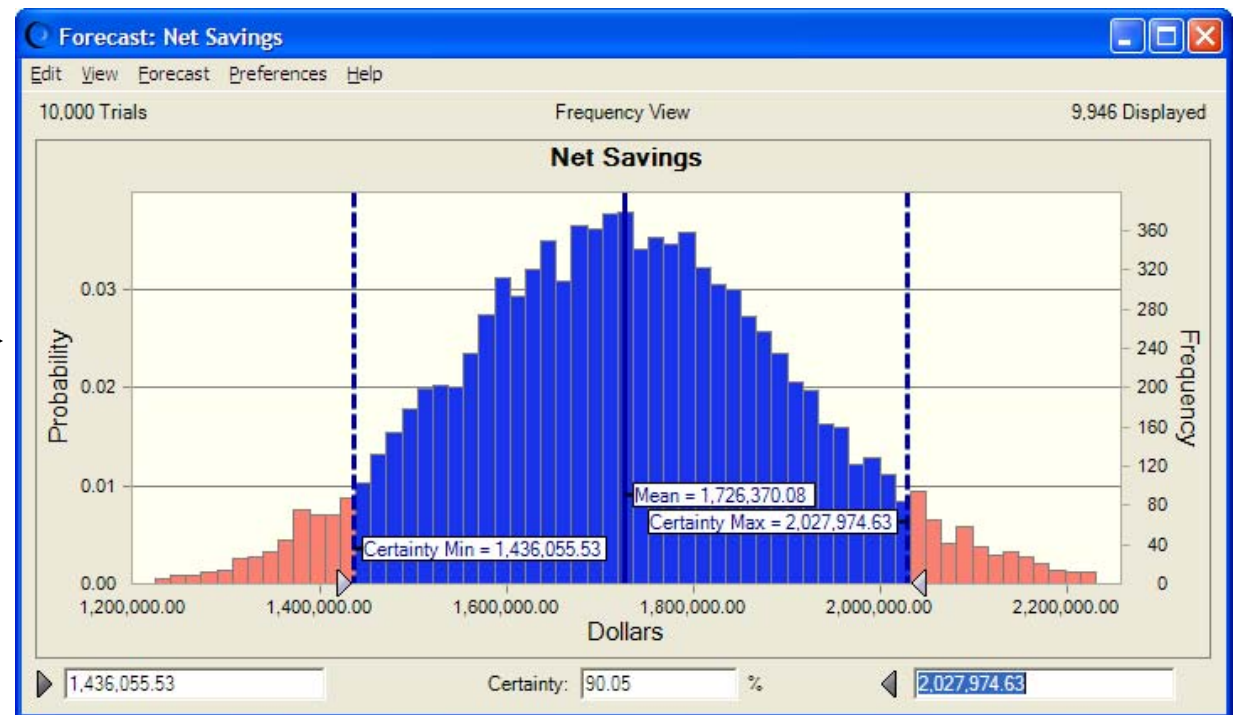 Forecast: Net Savings
Edit View Forecast Preferences Help
10,000 Trials Frequency View 9,946 Displayed
Net Savings
360
320
0.03
280
240
0.02 200
160
120
0.01
80
40
0.00 0
Probability
Frequency
Mean = 1,726,370.08
Certainty Max = 2,027,974.63
Certainty Min = 1,436,055.53
1,200,000.00 1,400,000.00 1,600,000.00 1,800,000.00 2,000,000.00 2,200,000.00
Dollars
1,436,055.53 Certainty: 90.05 % 2,027,974.63